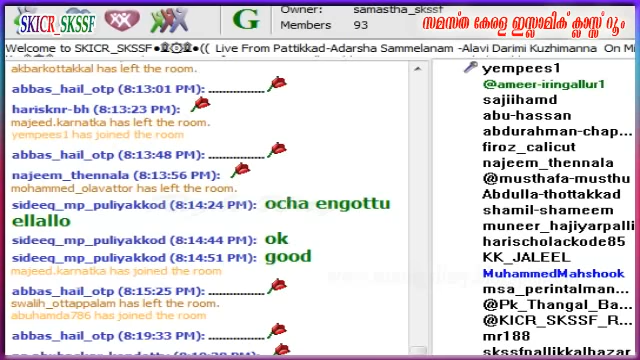 SKICR_SKSSF
G
Owner: samastha_skssf
Members 93
സമസ്ത കേരള ഇസ്ലാമിക് ക്ലാസ്സ് റൂം
Welcome to SKICR_SKSSF Live From Pattikkad-Adarsha Sammelanam -Alavi Darimi Kuzhimanna On Mi
akbarkottakkal has left the room.
abbas_hail_otp (8:13:01 PM): ..................
harisknr-bh (8:13:23 PM):
majeed.karnatka has left the room.
yempees1 has joined the room
abbas_hail_otp (8:13:48 PM): ..................
najeem_thennala (8:13:56 PM):
mohammed_olavattor has left the room.
sideeq_mp_puliyakkod (8:14:24 PM): ocha engottu
ellallo
sideeq_mp_puliyakkod (8:14:44 PM): ok
sideeq_mp_puliyakkod (8:14:51 PM): good
majeed.karnatka has joined the room
abbas_hail_otp (8:15:25 PM): ..................
swalih_ottappalam has left the room.
abuhamda786 has joined the room
abbas_hail_otp (8:19:33 PM): ..................
yempees1
@ameer-iringallur1
sajiihamd
abu-hassan
abdurahman-chap...
firoz_calicut
najeem_thennala
@musthafa-musthu
Abdulla-thottakkad
shamil-shameem
muneer_hajiyarpalli
harischolackode85
KK_JALEEL
MuhammedMahshook
msa_perintalman...
@Pk_Thangal_Ba...
@KICR_SKSSF_R...
mr188
skssfpallikkalbazar